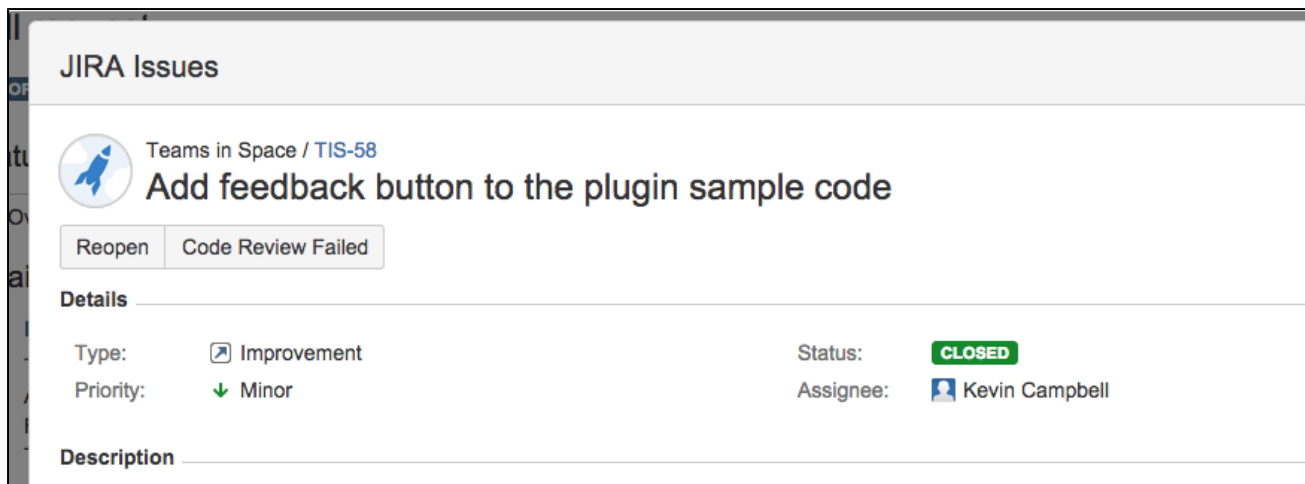 JIRA Issues
Teams in Space / TIS-58
Add feedback button to the plugin sample code
Reopen Code Review Failed
Details
Type: Improvement Status: CLOSED
Priority: Minor Assignee: Kevin Campbell
Description